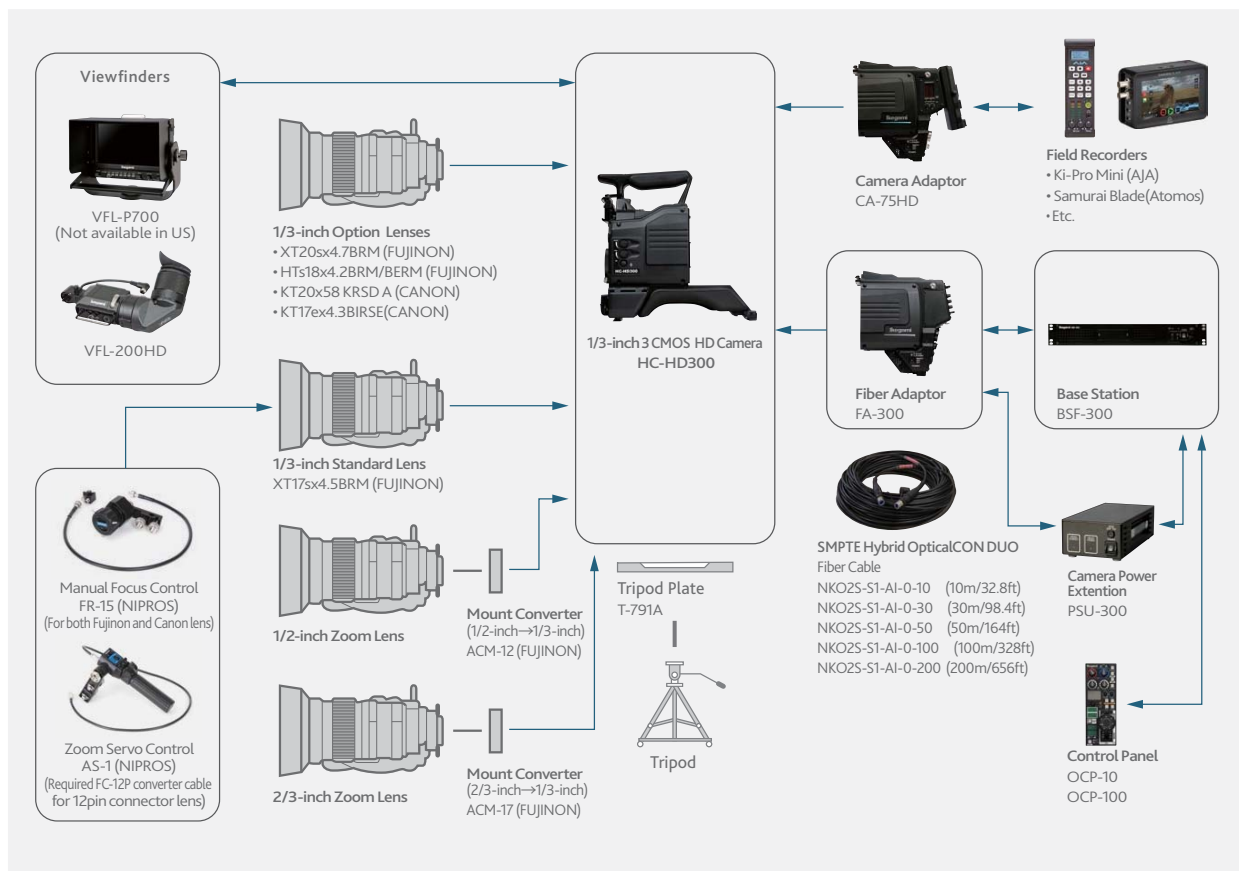 Viewfinders
VFL-P700
(Not available in US)
VFL-200HD
1/3-inch Option Lenses
• XT20sx4.7BRM (FUJINON)
• HTs18x4.2BRM/BERM (FUJINON)
• KT20x58 KRSD A (CANON)
• KT17ex4.3BIRSE(CANON)
1/3-inch Standard Lens
XT17sx4.5BRM (FUJINON)
Manual Focus Control
FR-15 (NIPROS)
(For both Fujinon and Canon lens)
Zoom Servo Control
AS-1 (NIPROS)
(Required FC-12P converter cable
for 12pin connector lens)
1/2-inch Zoom Lens
Mount Converter
(1/2-inch→1/3-inch)
ACM-12 (FUJINON)
2/3-inch Zoom Lens
Mount Converter
(2/3-inch→1/3-inch)
ACM-17 (FUJINON)
HC-HD300
1/3-inch 3 CMOS HD Camera
HC-HD300
Tripod Plate
T-791A
Tripod
Ikegami
Camera Adaptor
CA-75HD
Field Recorders
• Ki-Pro Mini (AJA)
• Samurai Blade(Atomos)
• Etc.
Ikegami
Fiber Adaptor
FA-300
Base Station
BSF-300
SMPTE Hybrid OpticalCON DUO
Fiber Cable
NKO2S-S1-AI-0-10 (10m/32.8ft)
NKO2S-S1-AI-0-30 (30m/98.4ft)
NKO2S-S1-AI-0-50 (50m/164ft)
NKO2S-S1-AI-0-100 (100m/328ft)
NKO2S-S1-AI-0-200 (200m/656ft)
Camera Power
Extention
PSU-300
Control Panel
OCP-10
OCP-100